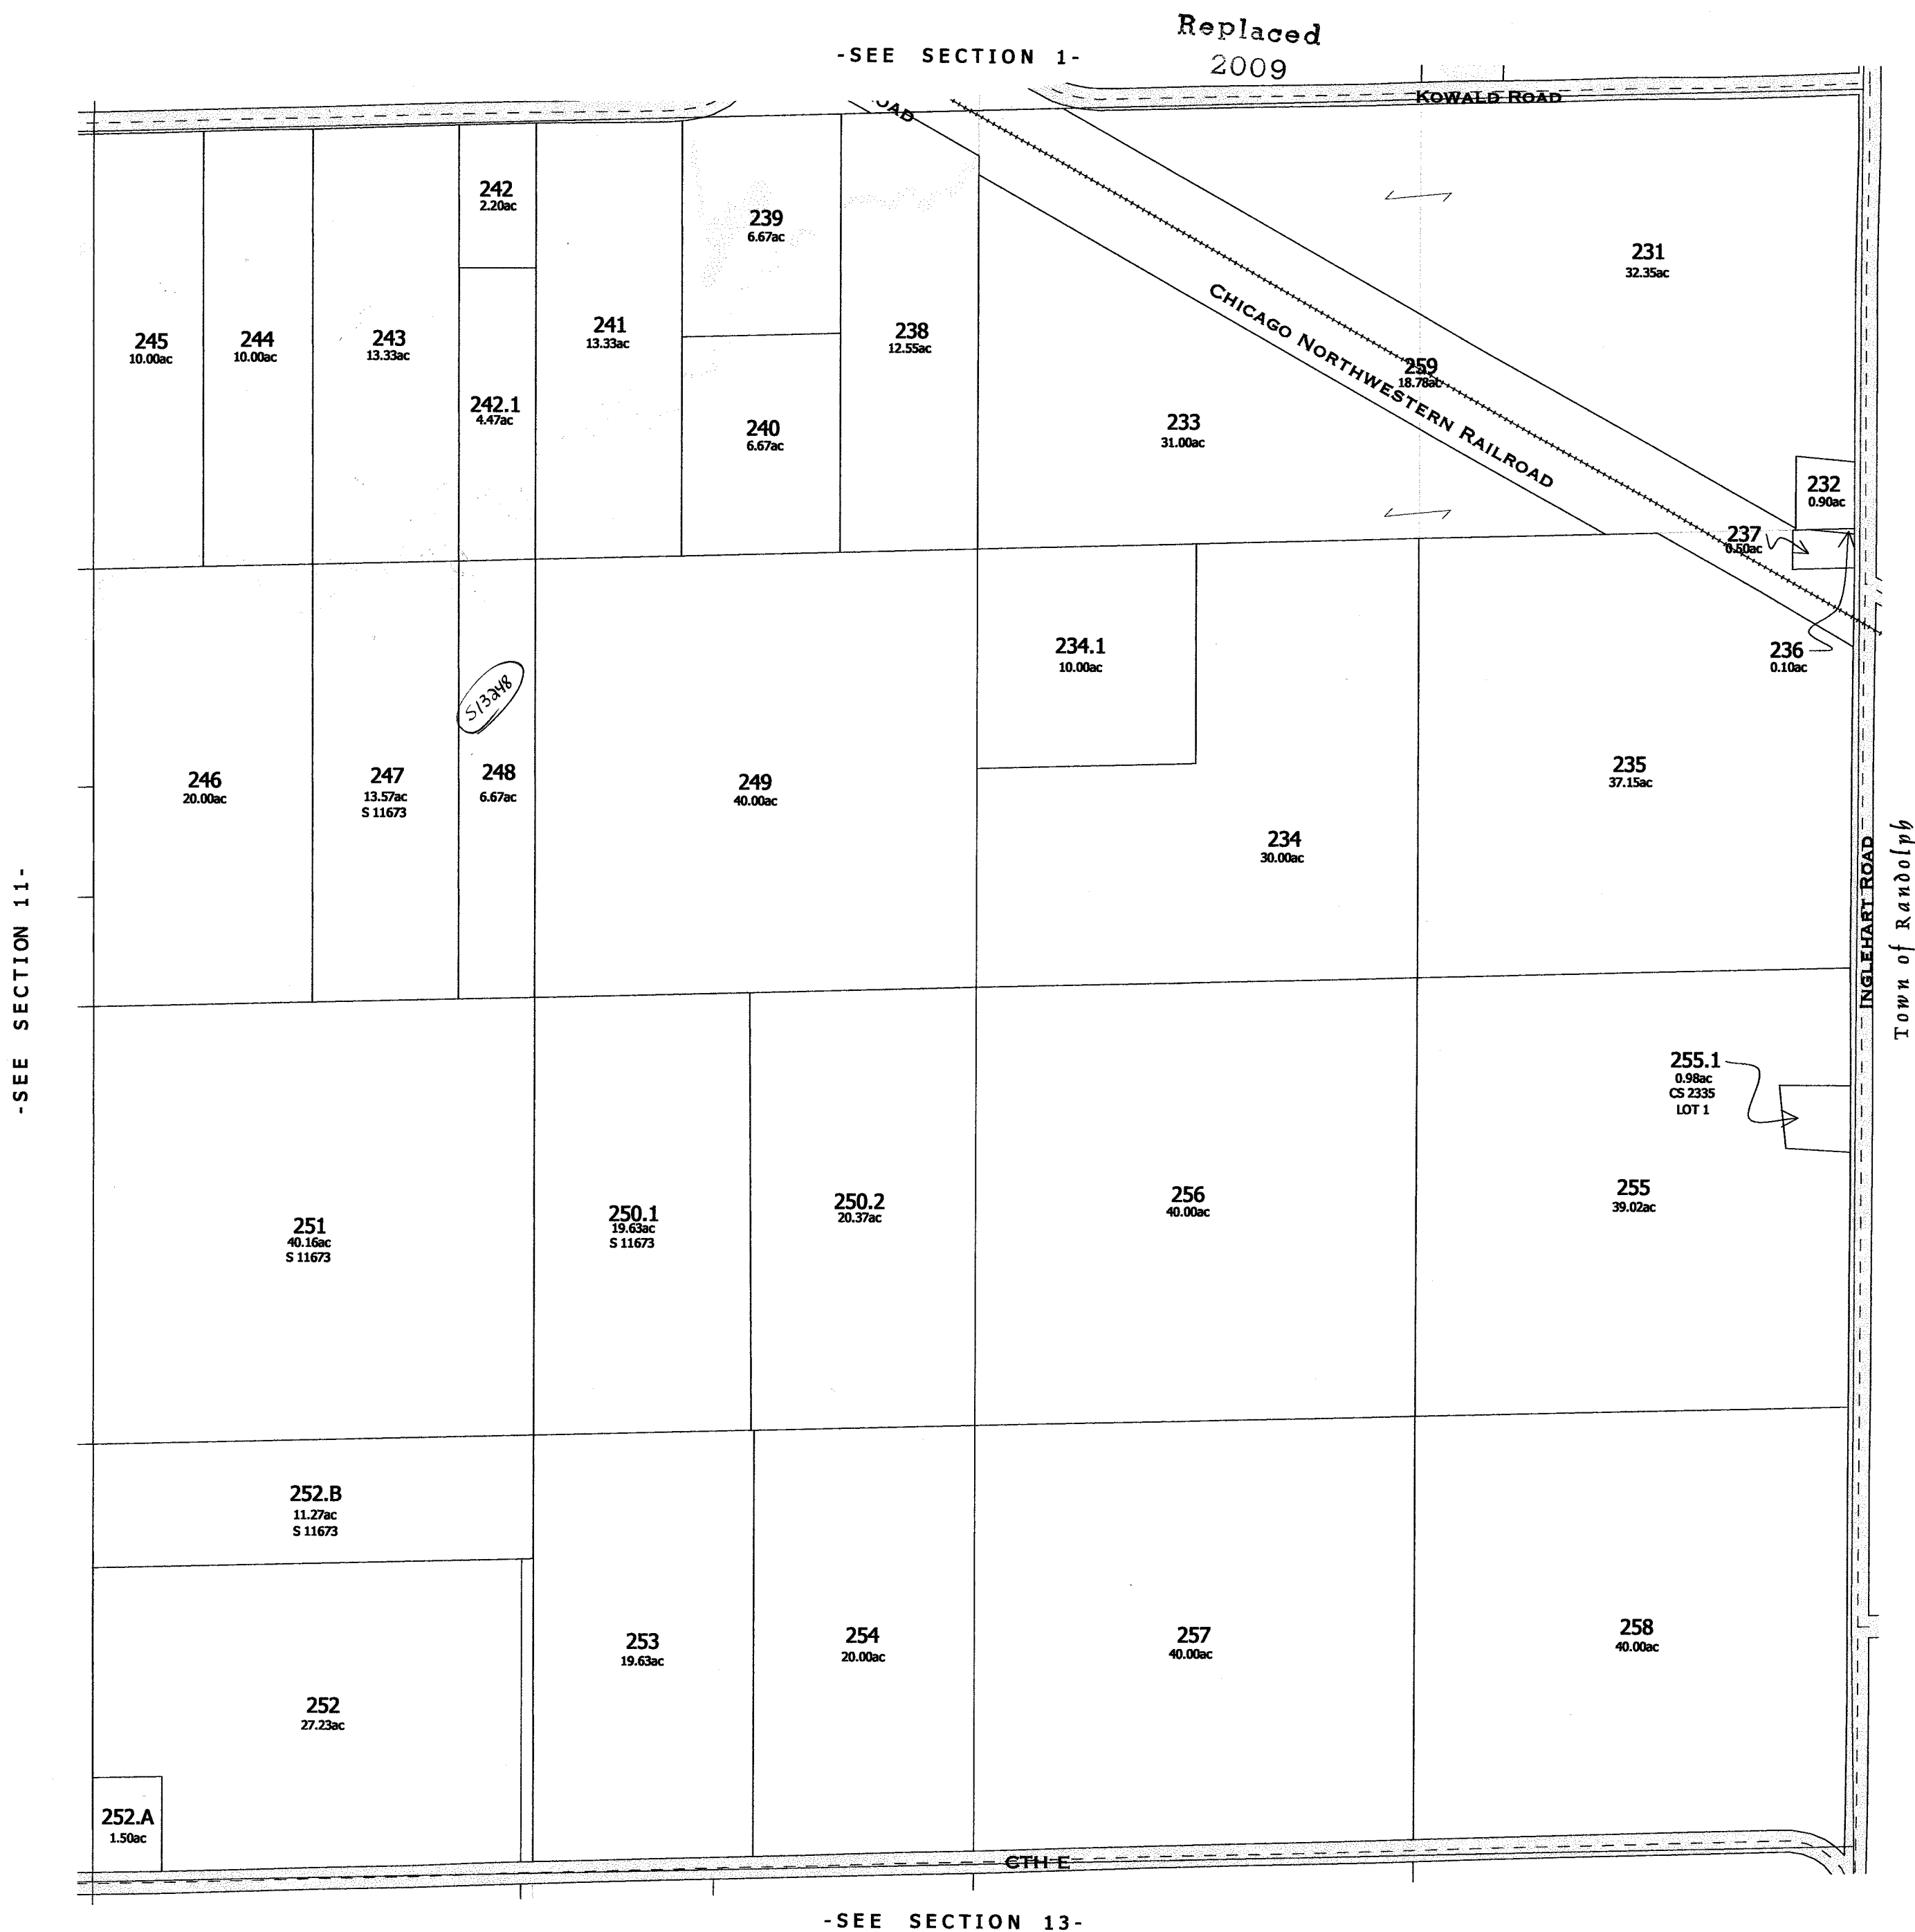 Replaced
2009
-SEE SECTION 1-
KOWALD ROAD
OAD
242
2.20ac
239
6.67ac
231
32.35ac
245
10.00ac
244
10.00ac
243
13.33ac
241
13.33ac
238
12.55ac
CHICAGO NORTHWESTERN RAILROAD
259
18.78ac
242.1
4.47ac
240
6.67ac
233
31.00ac
232
0.90ac
237
0.50ac
236
0.10ac
234.1
10.00ac
S13248
246
20.00ac
247
13.57ac
S 11673
248
6.67ac
249
40.00ac
234
30.00ac
235
37.15ac
-SEE SECTION 11-
INGLEHART ROAD
Town of Randolph
255.1
0.98ac
CS 2335
LOT 1
251
40.16ac
S 11673
250.1
19.63ac
S 11673
250.2
20.37ac
256
40.00ac
255
39.02ac
252.B
11.27ac
S 11673
253
19.63ac
254
20.00ac
257
40.00ac
258
40.00ac
252
27.23ac
252.A
1.50ac
CTH E
-SEE SECTION 13-